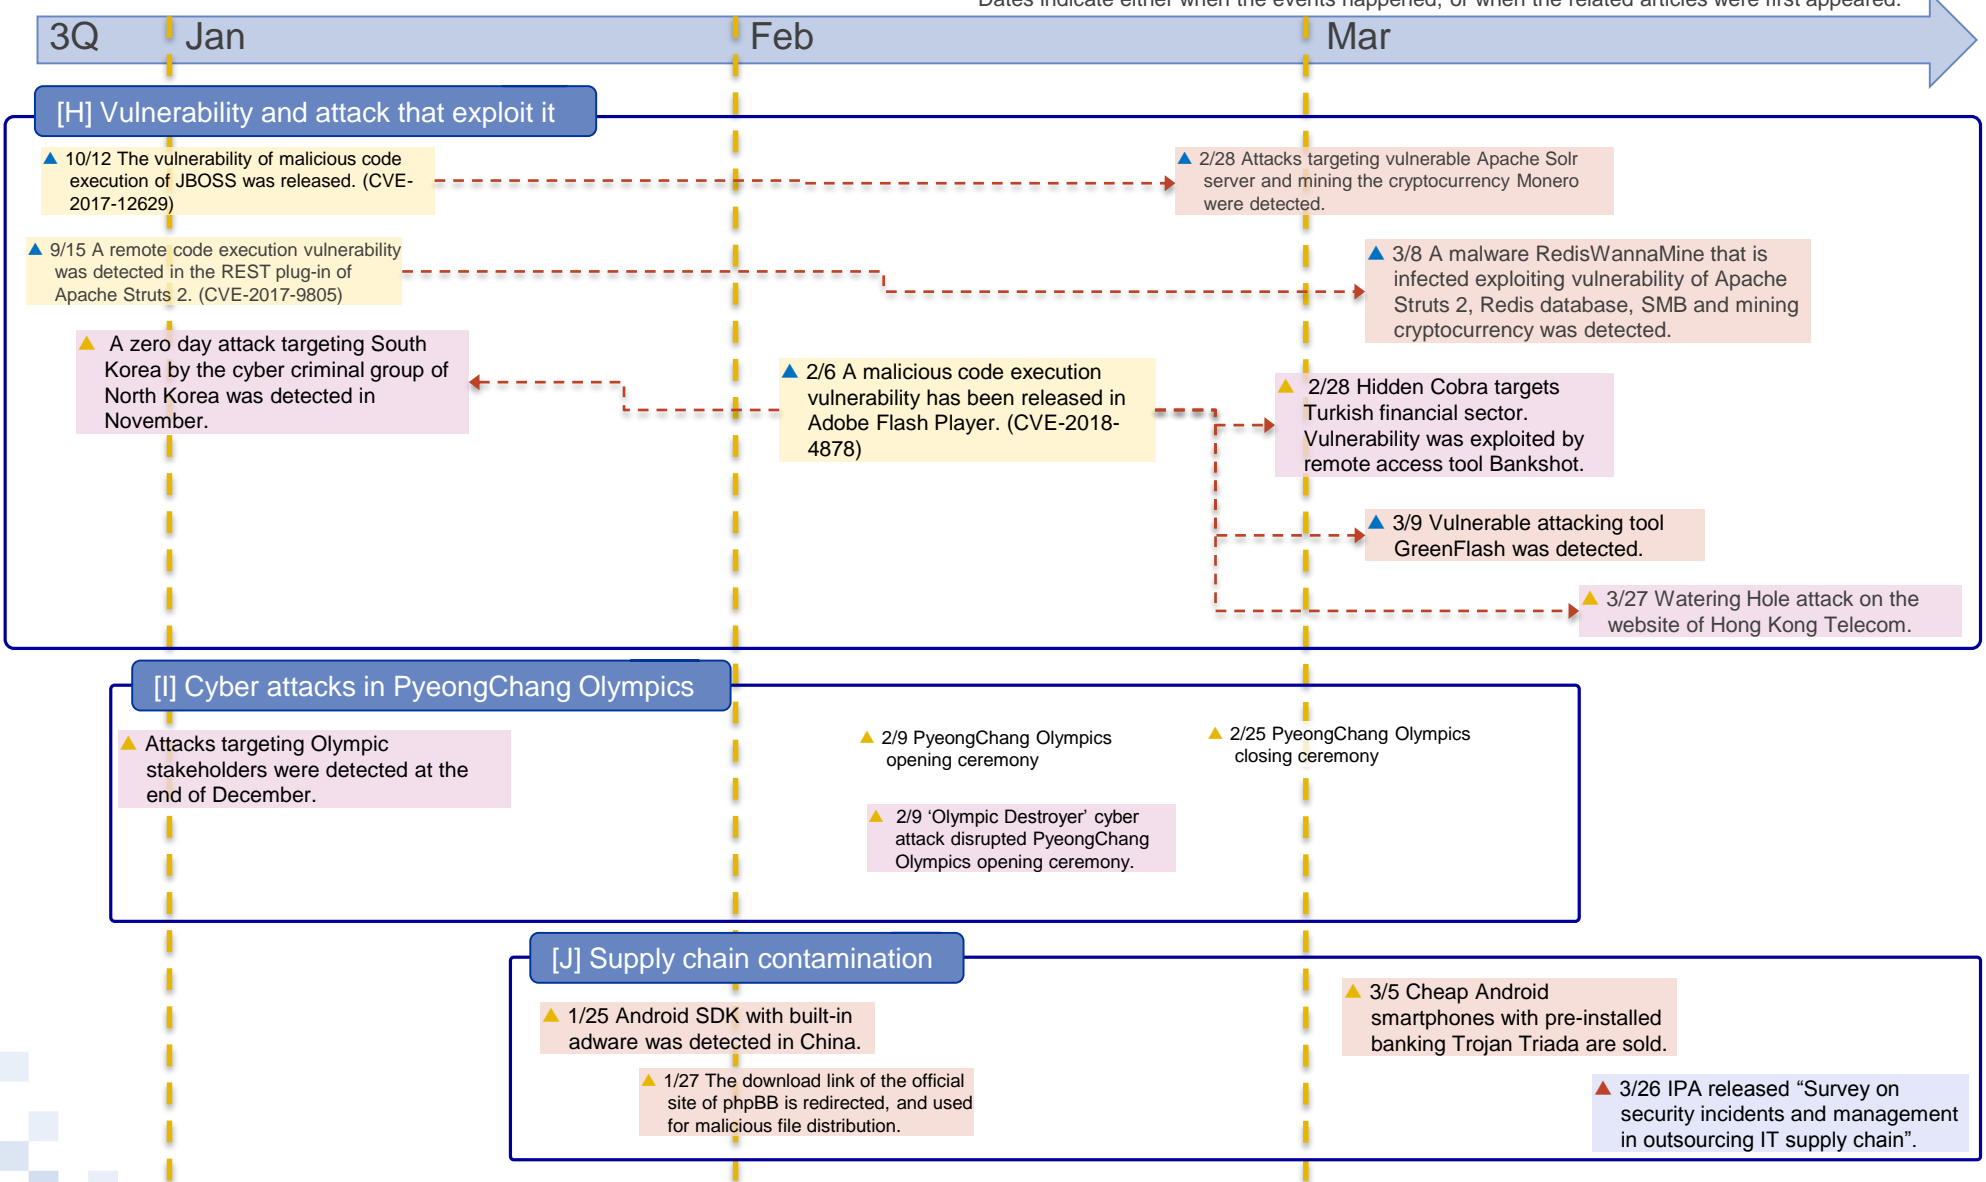 Dates indicate either when the events happened, or when the related articles were first appeared.
3Q Jan Feb Mar
[H] Vulnerability and attack that exploit it
10/12 The vulnerability of malicious code
execution of JBOSS was released. (CVE-
2017-12629)
2/28 Attacks targeting vulnerable Apache Solr
server and mining the cryptocurrency Monero
were detected.
9/15 A remote code execution vulnerability
was detected in the REST plug-in of
Apache Struts 2. (CVE-2017-9805)
3/8 A malware RedisWannaMine that is
infected exploiting vulnerability of Apache
Struts 2, Redis database, SMB and mining
cryptocurrency was detected.
A zero day attack targeting South
Korea by the cyber criminal group of
North Korea was detected in
November.
2/6 A malicious code execution
vulnerability has been released in
Adobe Flash Player. (CVE-2018-
4878)
2/28 Hidden Cobra targets
Turkish financial sector.
Vulnerability was exploited by
remote access tool Bankshot.
3/9 Vulnerable attacking tool
GreenFlash was detected.
3/27 Watering Hole attack on the
website of Hong Kong Telecom.
[I] Cyber attacks in PyeongChang Olympics
Attacks targeting Olympic
stakeholders were detected at the
end of December.
2/9 PyeongChang Olympics
opening ceremony
2/25 PyeongChang Olympics
closing ceremony
2/9 ‘Olympic Destroyer’ cyber
attack disrupted PyeongChang
Olympics opening ceremony.
[J] Supply chain contamination
1/25 Android SDK with built-in
adware was detected in China.
1/27 The download link of the official
site of phpBB is redirected, and used
for malicious file distribution.
3/5 Cheap Android
smartphones with pre-installed
banking Trojan Triada are sold.
3/26 IPA released “Survey on
security incidents and management
in outsourcing IT supply chain”.